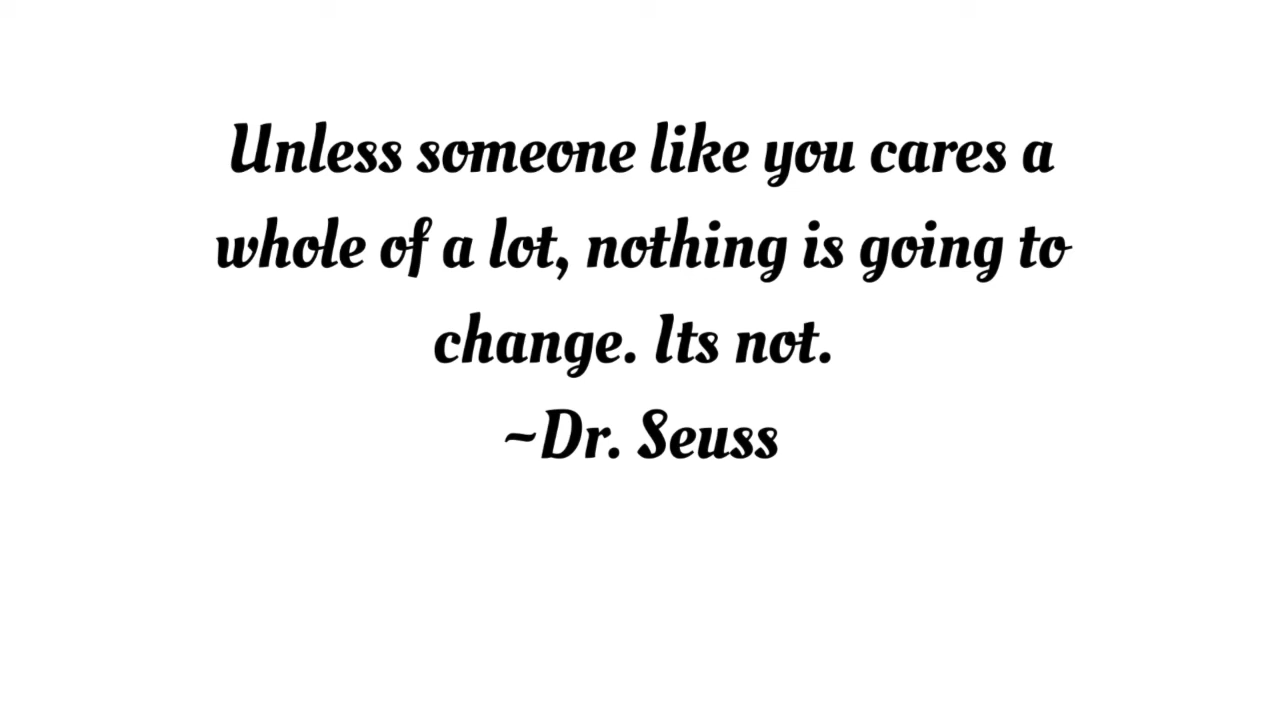 Unless someone like you cares a
whole of a lot, nothing is going to
change. Its not.
~Dr. Seuss